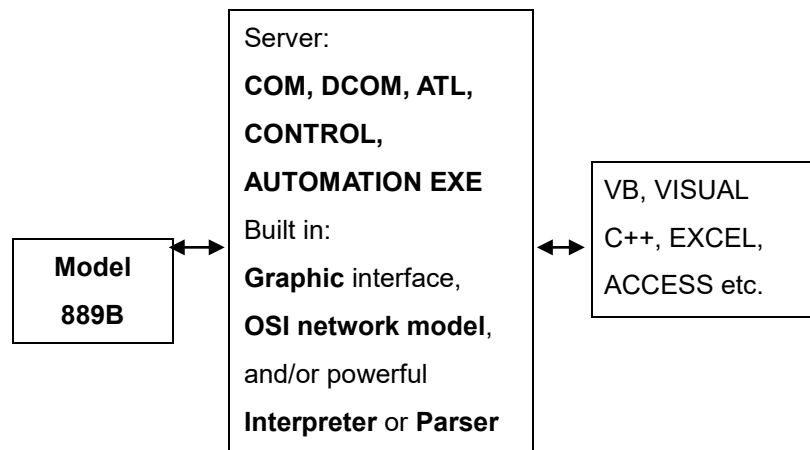 Model
889B
Server:
COM, DCOM, ATL,
CONTROL,
AUTOMATION EXE
Built in:
Graphic interface,
OSI network model,
and/or powerful
Interpreter or Parser
VB, VISUAL
C++, EXCEL,
ACCESS etc.